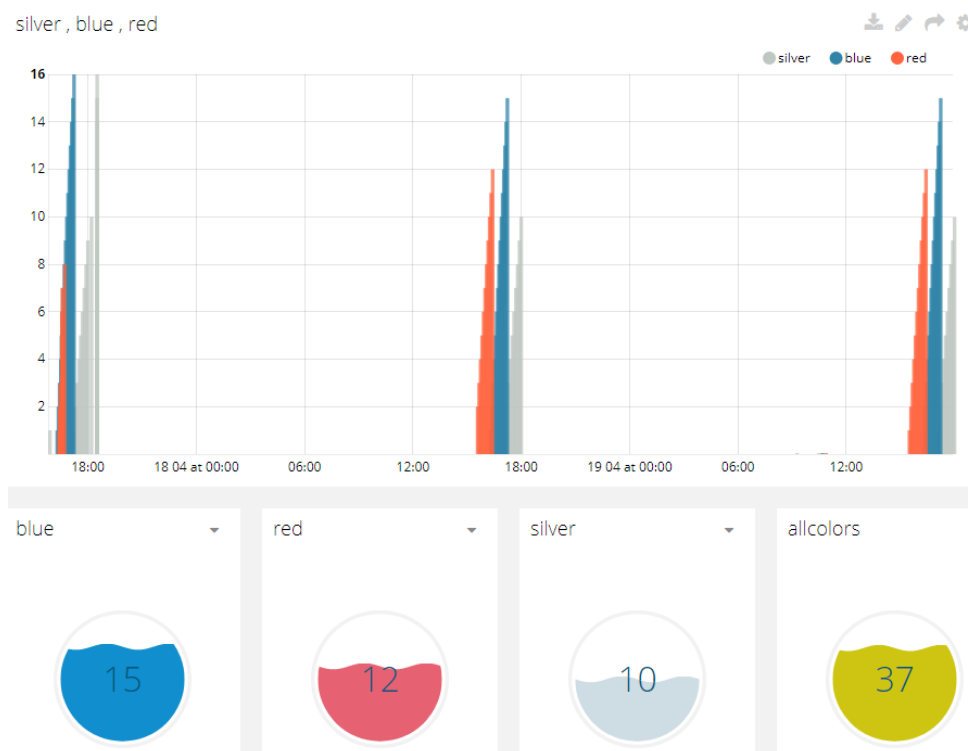 silver , blue , red
silver blue red
16
14
12
10
8
6
4
2
18:00 18 04 at 00:00 06:00 12:00 18:00 19 04 at 00:00 06:00 12:00
blue red silver allcolors
15 12 10 37